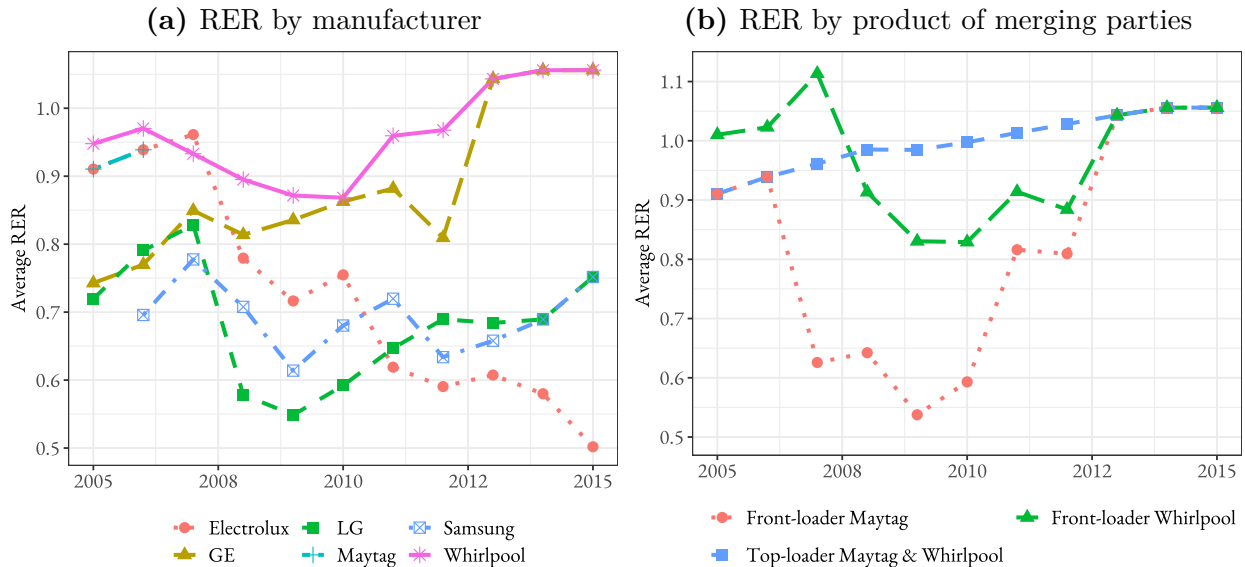 (a) RER by manufacturer
Average RER
1.0
0.9
0.8
0.7
0.6
0.5
2005 2008 2010 2012 2015
Electrolux LG Samsung
GE Maytag Whirlpool
(b) RER by product of merging parties
Average RER
1.1
1.0
0.9
0.8
0.7
0.6
0.5
2005 2008 2010 2012 2015
Front-loader Maytag Front-loader Whirlpool
Top-loader Maytag & Whirlpool